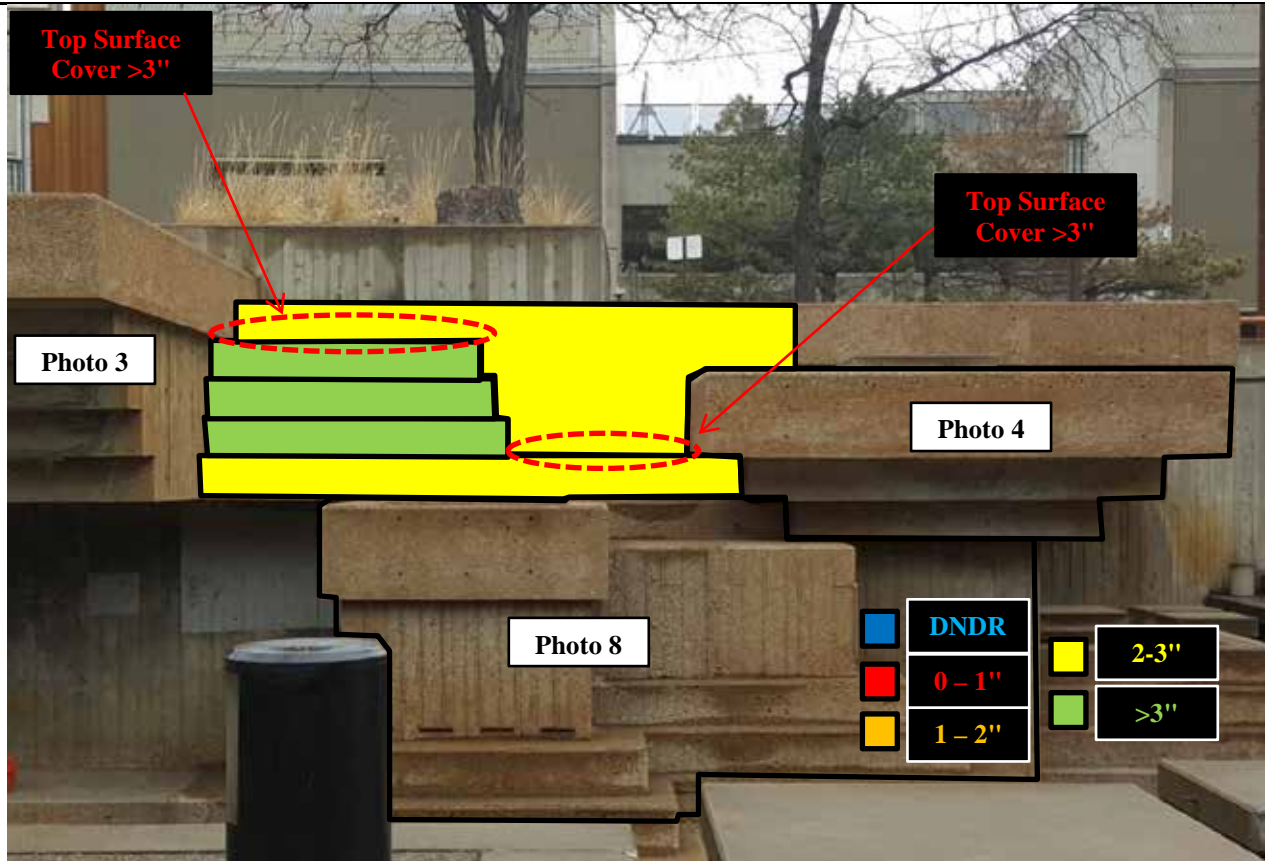 Top Surface
Cover >3"
Top Surface
Cover >3"
Photo 3
Photo 4
Photo 8
DNDR
0 – 1"
1 – 2"
2-3"
>3"